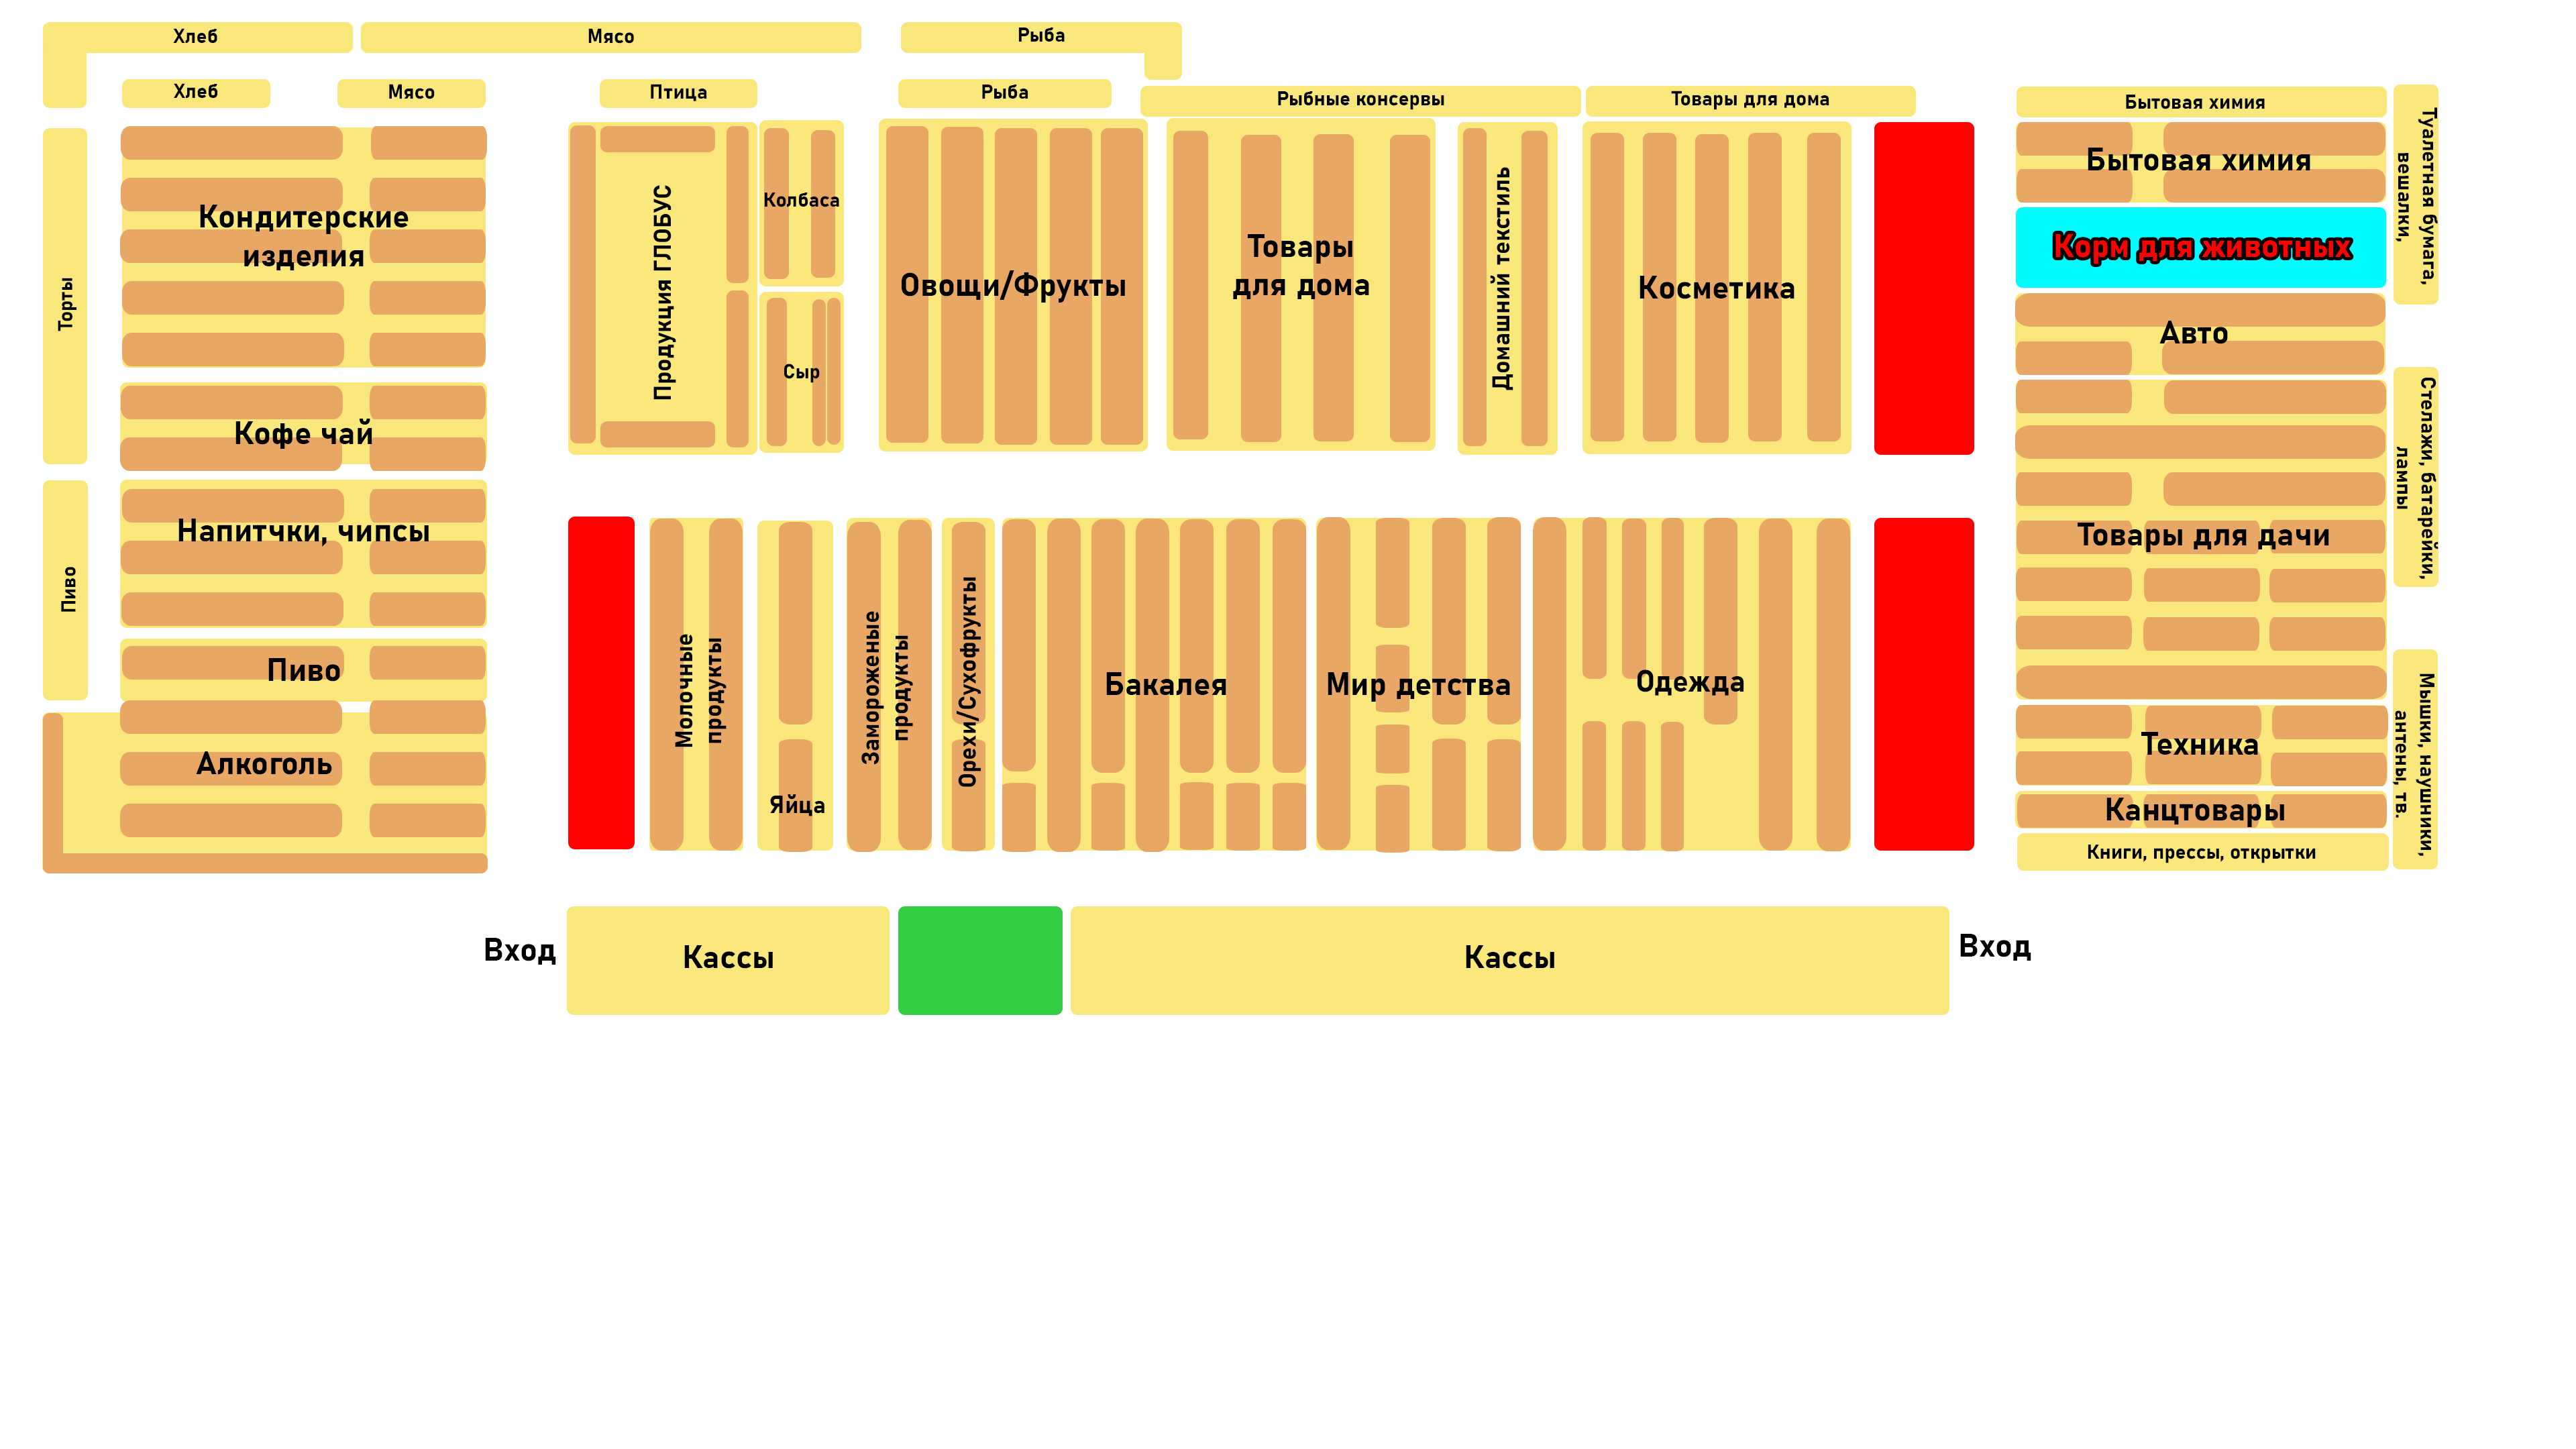 Хлеб
Мясо
Рыба
Хлеб
Мясо
Птица
Рыба
Рыбные консервы
Товары для дома
Бытовая химия
Торты
Кондитерские
изделия
Кофе чай
Пиво
Напитчки, чипсы
Пиво
Алкоголь
Продукция ГЛОБУС
Колбаса
Сыр
Овощи/Фрукты
Товары
для дома
Домашний текстиль
Косметика
Бытовая химия
Корм для животных
Авто
Товары для дачи
Техника
Канцтовары
Книги, прессы, открытки
Туалетная бумага,
вешалки,
Стелажи, батарейки,
лампы
Мышки, наушники,
антены, тв.
Молочные
продукты
Яйца
Замороженые
продукты
Орехи/Сухофрукты
Бакалея
Мир детства
Одежда
Вход
Кассы
Кассы
Вход